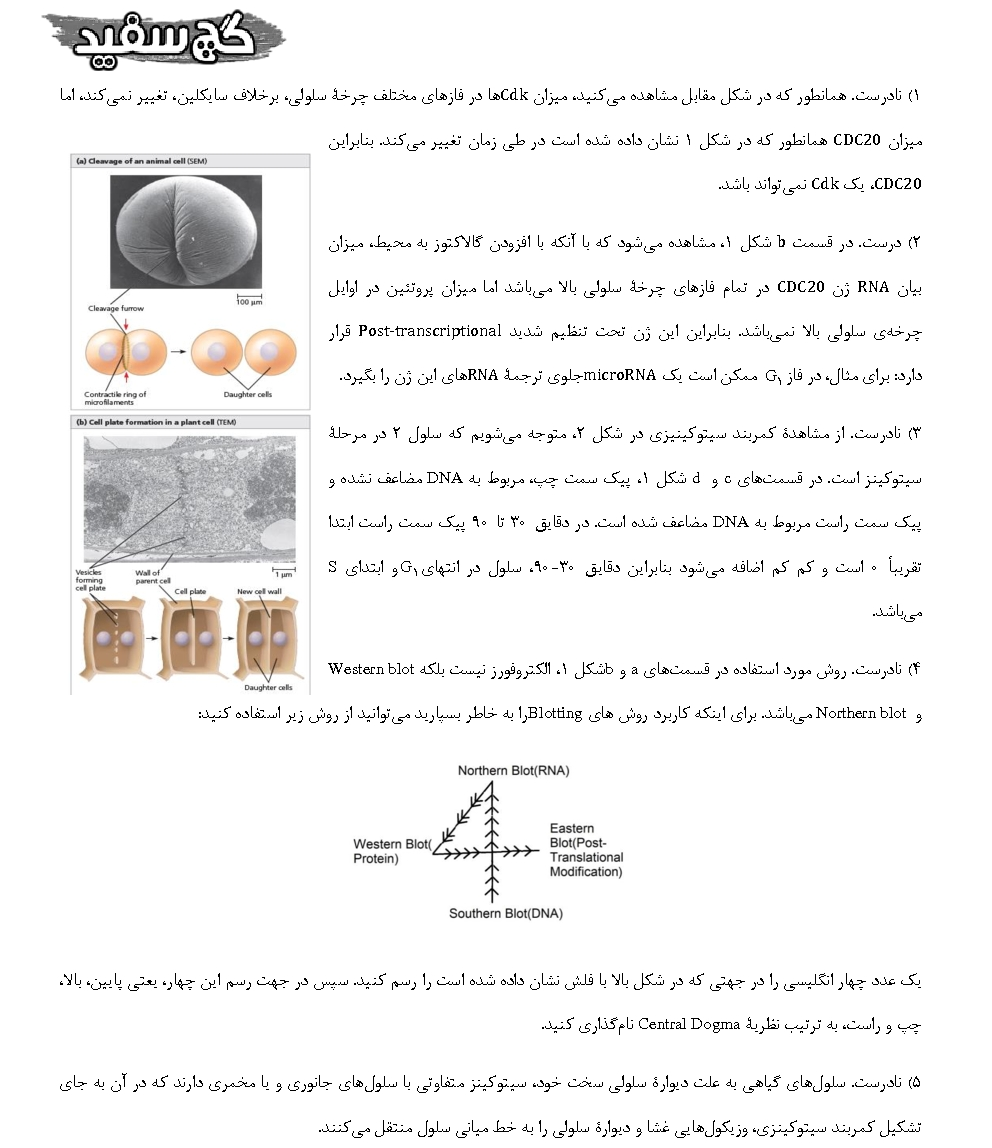 گچ سفید
۱) نادرست. همانطور که در شکل مقابل مشاهده می‌کنید، میزان Cdkها در فازهای مختلف چرخهٔ سلولی، برخلاف سایکلین، تغییر نمی‌کند، اما
میزان CDC20 همانطور که در شکل ۱ نشان داده شده است در طی زمان تغییر می‌کند. بنابراین
CDC20، یک Cdk نمی‌تواند باشد.
(a) Cleavage of an animal cell (SEM)
100 µm
Cleavage furrow
Contractile ring of
microfilaments
Daughter cells
۲) درست. در قسمت b شکل ۱، مشاهده می‌شود که با آنکه با افزودن گالاکتوز به محیط، میزان
بیان RNA ژن CDC20 در تمام فازهای چرخهٔ سلولی بالا می‌باشد اما میزان پروتئین در اوایل
چرخه‌ی سلولی بالا نمی‌باشد. بنابراین این ژن تحت تنظیم شدید Post-transcriptional قرار
دارد: برای مثال، در فاز G۱ ممکن است یک microRNAجلوی ترجمهٔ RNAهای این ژن را بگیرد.
(b) Cell plate formation in a plant cell (TEM)
Vesicles
forming
cell plate
Wall of
parent cell
1 µm
Cell plate
New cell wall
Daughter cells
۳) نادرست. از مشاهدهٔ کمربند سیتوکینیزی در شکل ۲، متوجه می‌شویم که سلول ۲ در مرحلهٔ
سیتوکینز است. در قسمت‌های c و d شکل ۱، پیک سمت چپ، مربوط به DNA مضاعف نشده و
پیک سمت راست مربوط به DNA مضاعف شده است. در دقایق ۳۰ تا ۹۰ پیک سمت راست ابتدا
تقریباً ۰ است و کم کم اضافه می‌شود بنابراین دقایق ۳۰-۹۰، سلول در انتهای G۱و ابتدای S
می‌باشد.
۴) نادرست. روش مورد استفاده در قسمت‌های a و bشکل ۱، الکتروفورز نیست بلکه Western blot
و Northern blot می‌باشد. برای اینکه کاربرد روش های Blottingرا به خاطر بسپارید می‌توانید از روش زیر استفاده کنید:
Northern Blot(RNA)
Western Blot(
Protein)
Eastern
Blot(Post-
Translational
Modification)
Southern Blot(DNA)
یک عدد چهار انگلیسی را در جهتی که در شکل بالا با فلش نشان داده شده است را رسم کنید. سپس در جهت رسم این چهار، یعنی پایین، بالا،
چپ و راست، به ترتیب نظریهٔ Central Dogma نام‌گذاری کنید.
۵) نادرست. سلول‌های گیاهی به علت دیوارهٔ سلولی سخت خود، سیتوکینز متفاوتی با سلول‌های جانوری و یا مخمری دارند که در آن به جای
تشکیل کمربند سیتوکینزی، وزیکول‌هایی غشا و دیوارهٔ سلولی را به خط میانی سلول منتقل می‌کنند.